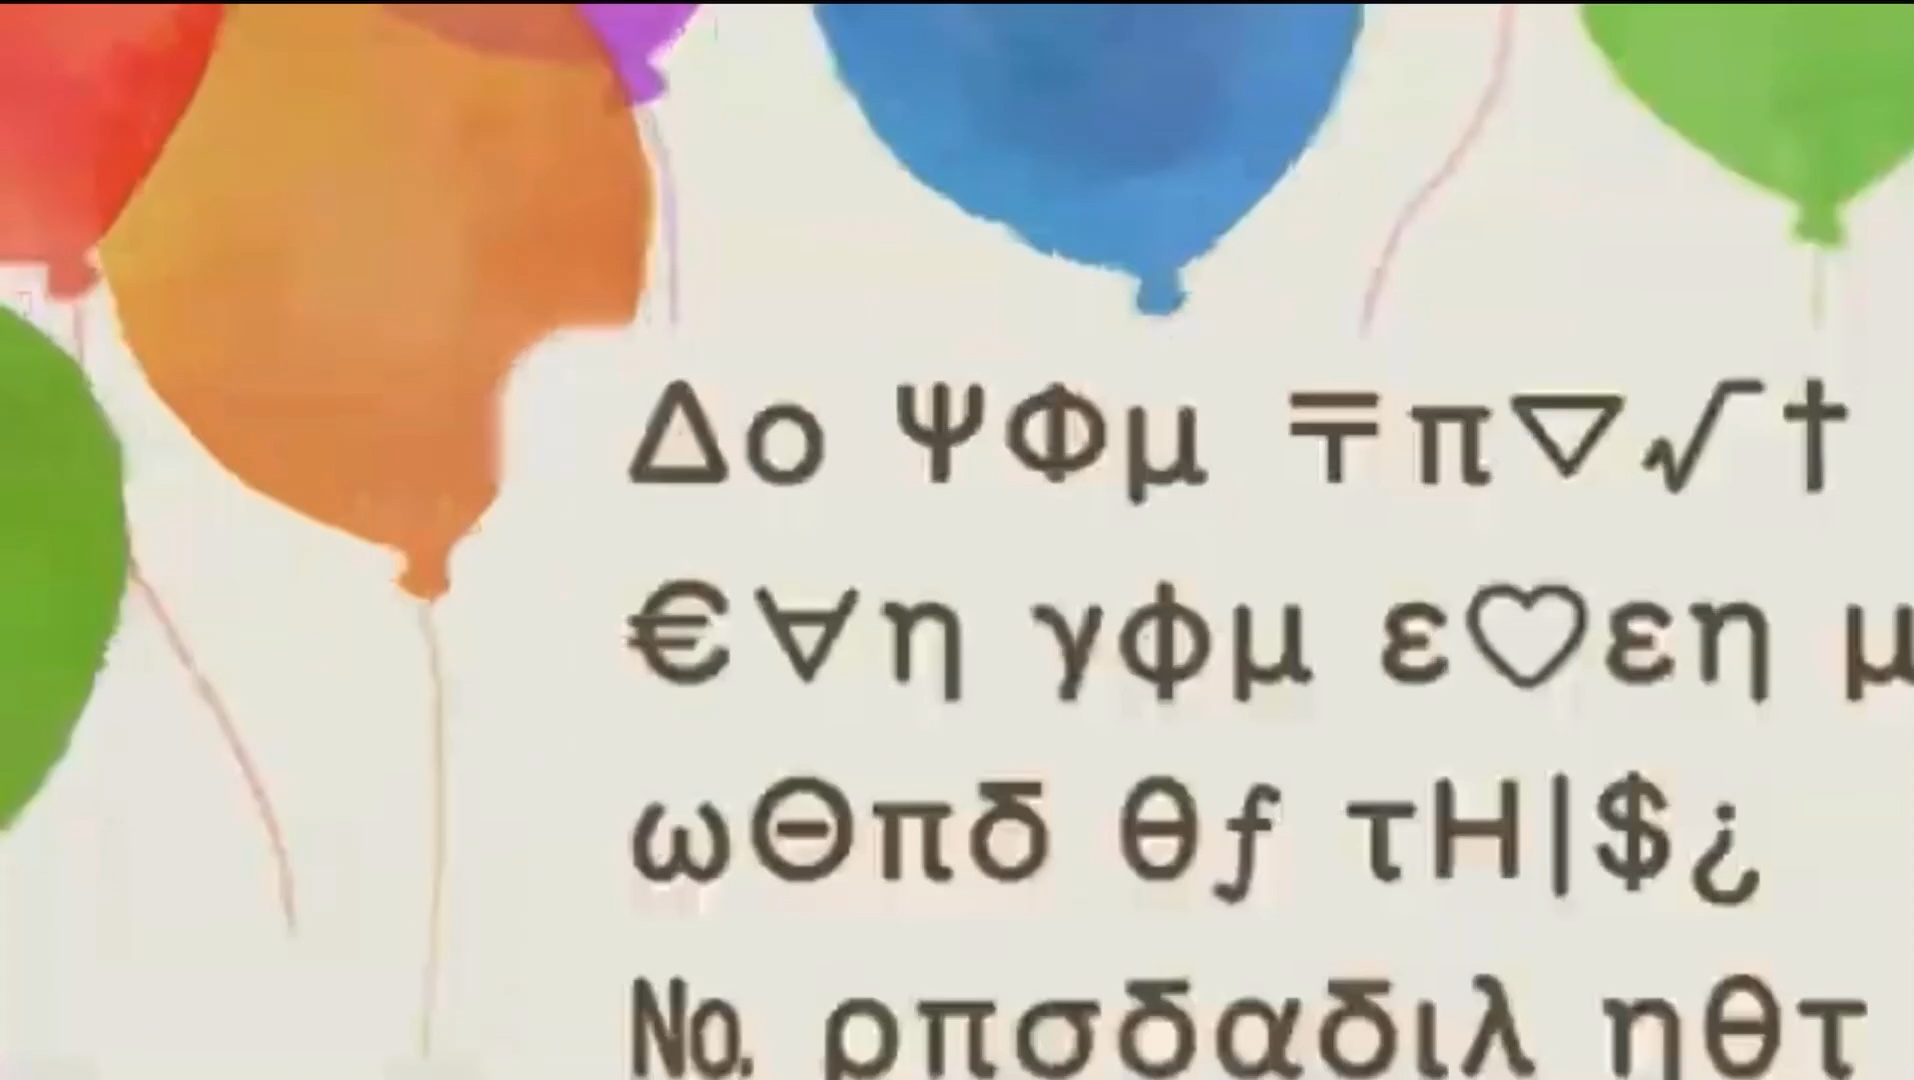 Δο ΨΦμ 〒π▽√†
€∀η γφμ ε♡εη μ
ωΘπδ θƒ τΗ|$¿
№ ρπσδαδιλ ηθτ